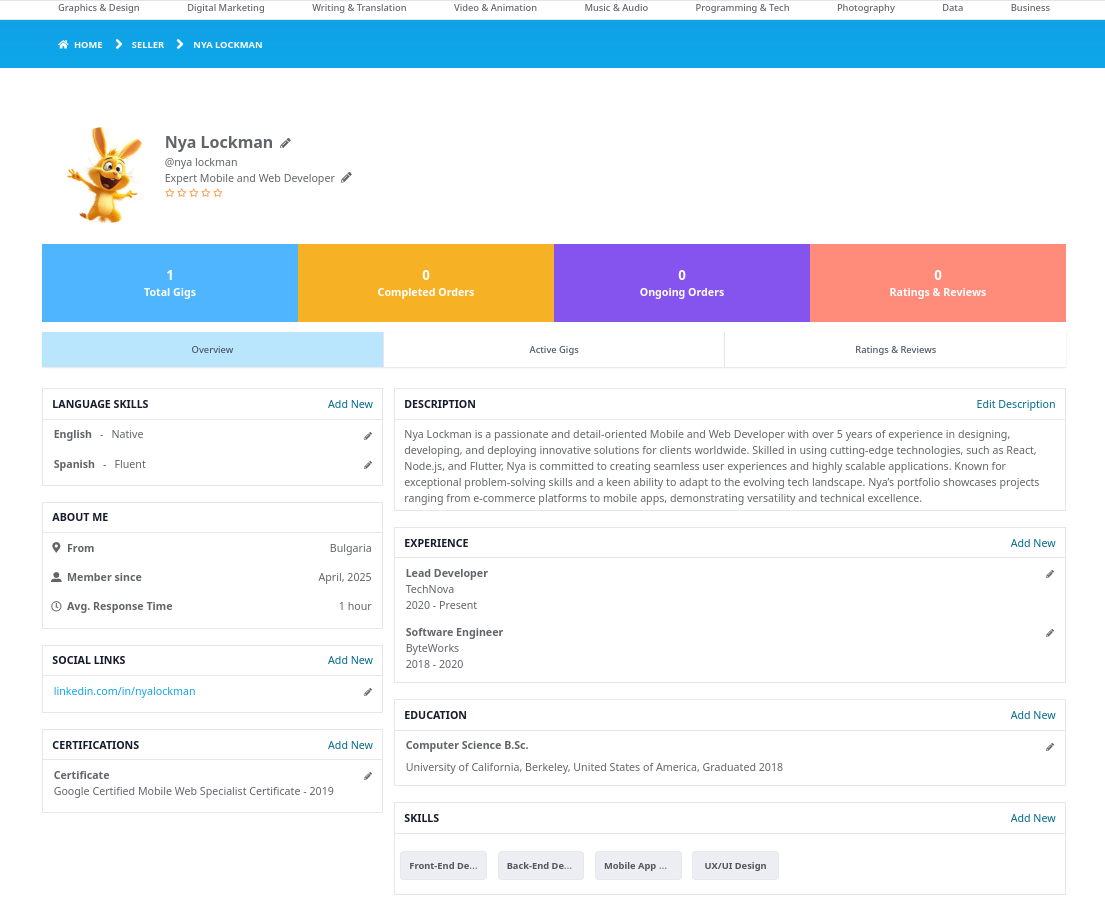 Graphics & Design Digital Marketing Writing & Translation Video & Animation Music & Audio Programming & Tech Photography Data Business
HOME SELLER NYA LOCKMAN
Nya Lockman
@nya lockman
Expert Mobile and Web Developer
1
Total Gigs
0
Completed Orders
0
Ongoing Orders
0
Ratings & Reviews
Overview Active Gigs Ratings & Reviews
LANGUAGE SKILLS Add New
English - Native
Spanish - Fluent
ABOUT ME
From Bulgaria
Member since April, 2025
Avg. Response Time 1 hour
SOCIAL LINKS Add New
linkedin.com/in/nyalockman
CERTIFICATIONS Add New
Certificate
Google Certified Mobile Web Specialist Certificate - 2019
DESCRIPTION Edit Description
Nya Lockman is a passionate and detail-oriented Mobile and Web Developer with over 5 years of experience in designing,
developing, and deploying innovative solutions for clients worldwide. Skilled in using cutting-edge technologies, such as React,
Node.js, and Flutter, Nya is committed to creating seamless user experiences and highly scalable applications. Known for
exceptional problem-solving skills and a keen ability to adapt to the evolving tech landscape. Nya's portfolio showcases projects
ranging from e-commerce platforms to mobile apps, demonstrating versatility and technical excellence.
EXPERIENCE Add New
Lead Developer
TechNova
2020 - Present
Software Engineer
ByteWorks
2018 - 2020
EDUCATION Add New
Computer Science B.Sc.
University of California, Berkeley, United States of America, Graduated 2018
SKILLS Add New
Front-End De... Back-End De... Mobile App ... UX/UI Design